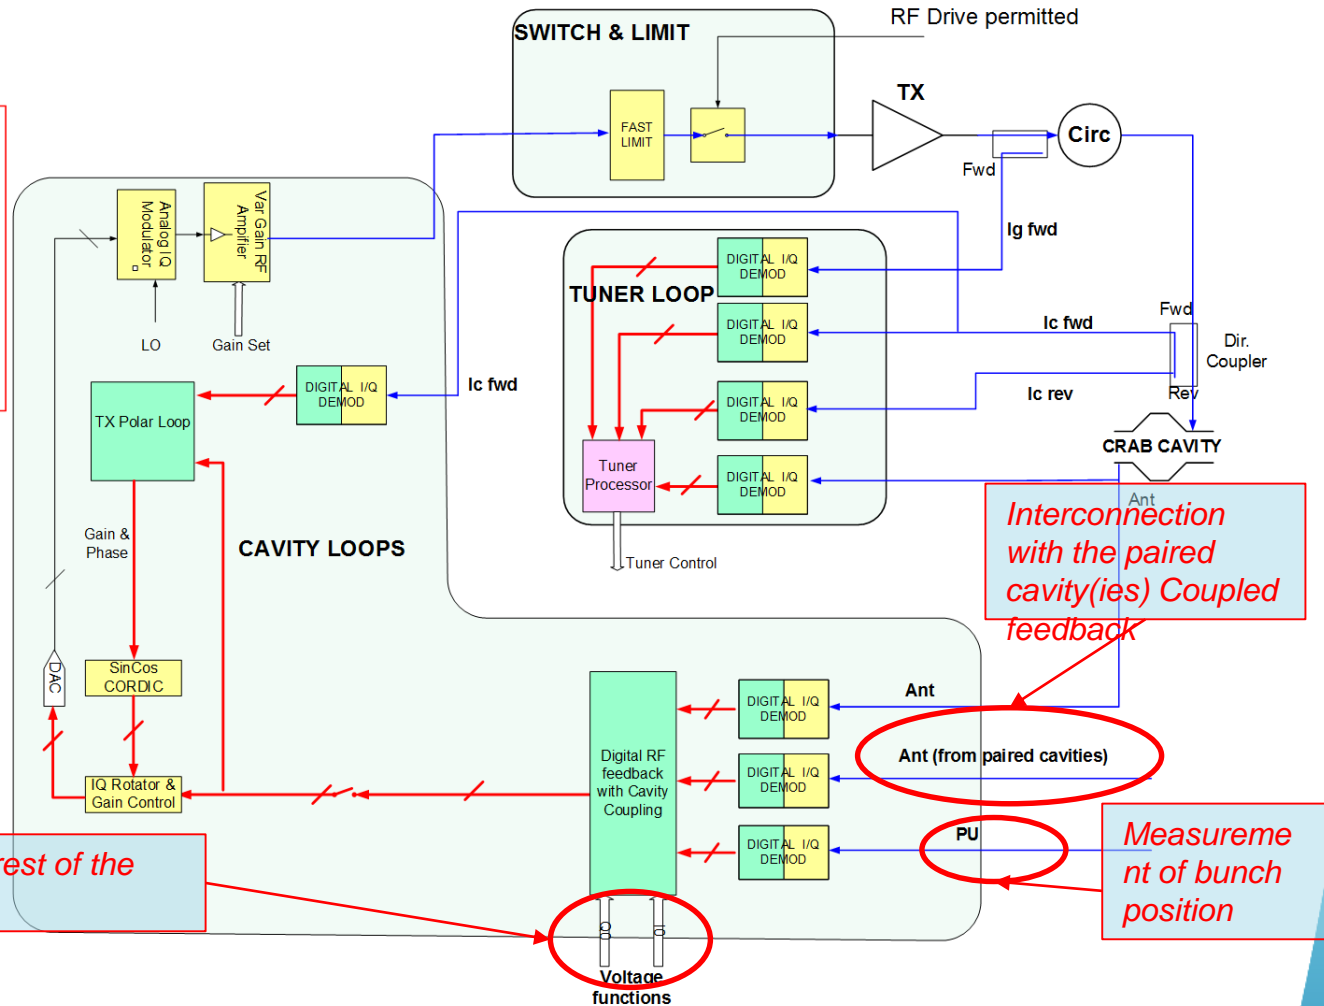 RF Drive permitted
SWITCH & LIMIT
TX
FAST
LIMIT
Circ
Fwd
Var Gain RF
Ampifier
Analog IQ
Modulator
Ig fwd
DIGITAL I/Q
DEMOD
TUNER LOOP
DIGITAL I/Q
DEMOD
Fwd
Ic fwd
Dir.
Coupler
LO
Gain Set
DIGITAL I/Q
DEMOD
Ic fwd
DIGITAL I/Q
DEMOD
Ic rev
Rev
TX Polar Loop
CRAB CAVITY
Tuner
Processor
DIGITAL I/Q
DEMOD
Ant
Interconnection
with the paired
cavity(ies) Coupled
feedback
Gain &
Phase
CAVITY LOOPS
Tuner Control
DAC
SinCos
CORDIC
Ant
DIGITAL I/Q
DEMOD
Digital RF
feedback
with Cavity
Coupling
Ant (from paired cavities)
DIGITAL I/Q
DEMOD
IQ Rotator &
Gain Control
PU
DIGITAL I/Q
DEMOD
Measureme
nt of bunch
position
rest of the
Voltage
functions